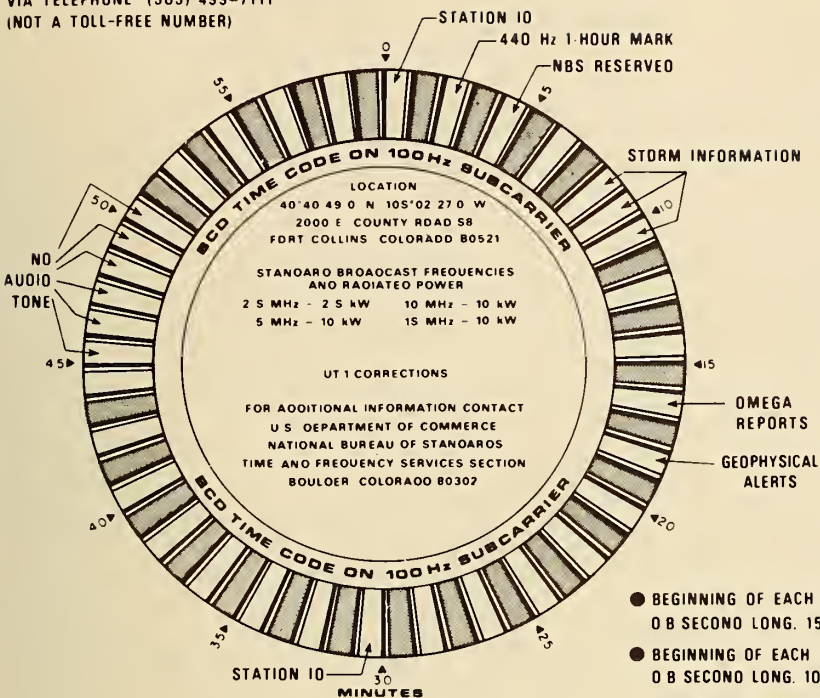 VIA TELEPHONE (303) 499-7111
(NOT A TOLL-FREE NUMBER)
STATION IO
440 Hz 1-HOUR MARK
NBS RESERVED
0
55
5
50
10
STORM INFORMATION
NO
AUDIO
TONE
BCD TIME CODE ON 100Hz SUBCARRIER
LOCATION
40°40 49 0 N 105°02 27 0 W
2000 E COUNTY ROAD S8
FORT COLLINS COLORADO 80521
STANDARD BROADCAST FREQUENCIES
AND RADIATED POWER
2 S MHz - 2 S kW 10 MHz - 10 kW
5 MHz - 10 kW 1S MHz - 10 kW
45
15
UT 1 CORRECTIONS
FOR ADDITIONAL INFORMATION CONTACT
U S DEPARTMENT OF COMMERCE
NATIONAL BUREAU OF STANDARDS
TIME AND FREQUENCY SERVICES SECTION
BOULDER COLORADO 80302
OMEGA
REPORTS
GEOPHYSICAL
ALERTS
BCD TIME CODE ON 100Hz SUBCARRIER
40
20
35
25
STATION IO
30
MINUTES
BEGINNING OF EACH
0 8 SECOND LONG. 15
BEGINNING OF EACH
0 8 SECOND LONG. 10